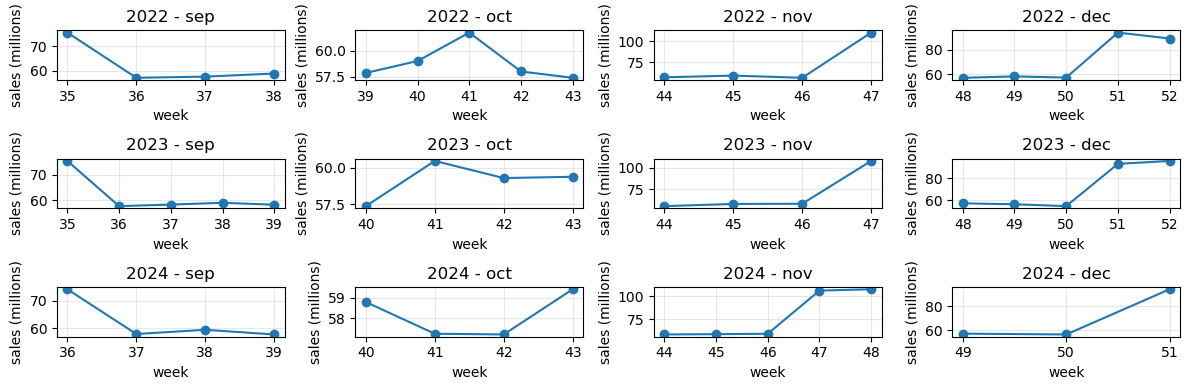 2022 - sep
sales (millions)
70
60
35 36 37 38
week
2022 - oct
sales (millions)
60.0
57.5
39 40 41 42 43
week
2022 - nov
sales (millions)
100
75
44 45 46 47
week
2022 - dec
sales (millions)
80
60
48 49 50 51 52
week
2023 - sep
sales (millions)
70
60
35 36 37 38 39
week
2023 - oct
sales (millions)
60.0
57.5
40 41 42 43
week
2023 - nov
sales (millions)
100
75
44 45 46 47
week
2023 - dec
sales (millions)
80
60
48 49 50 51 52
week
2024 - sep
sales (millions)
70
60
36 37 38 39
week
2024 - oct
sales (millions)
59
58
40 41 42 43
week
2024 - nov
sales (millions)
100
75
44 45 46 47 48
week
2024 - dec
sales (millions)
80
60
49 50 51
week